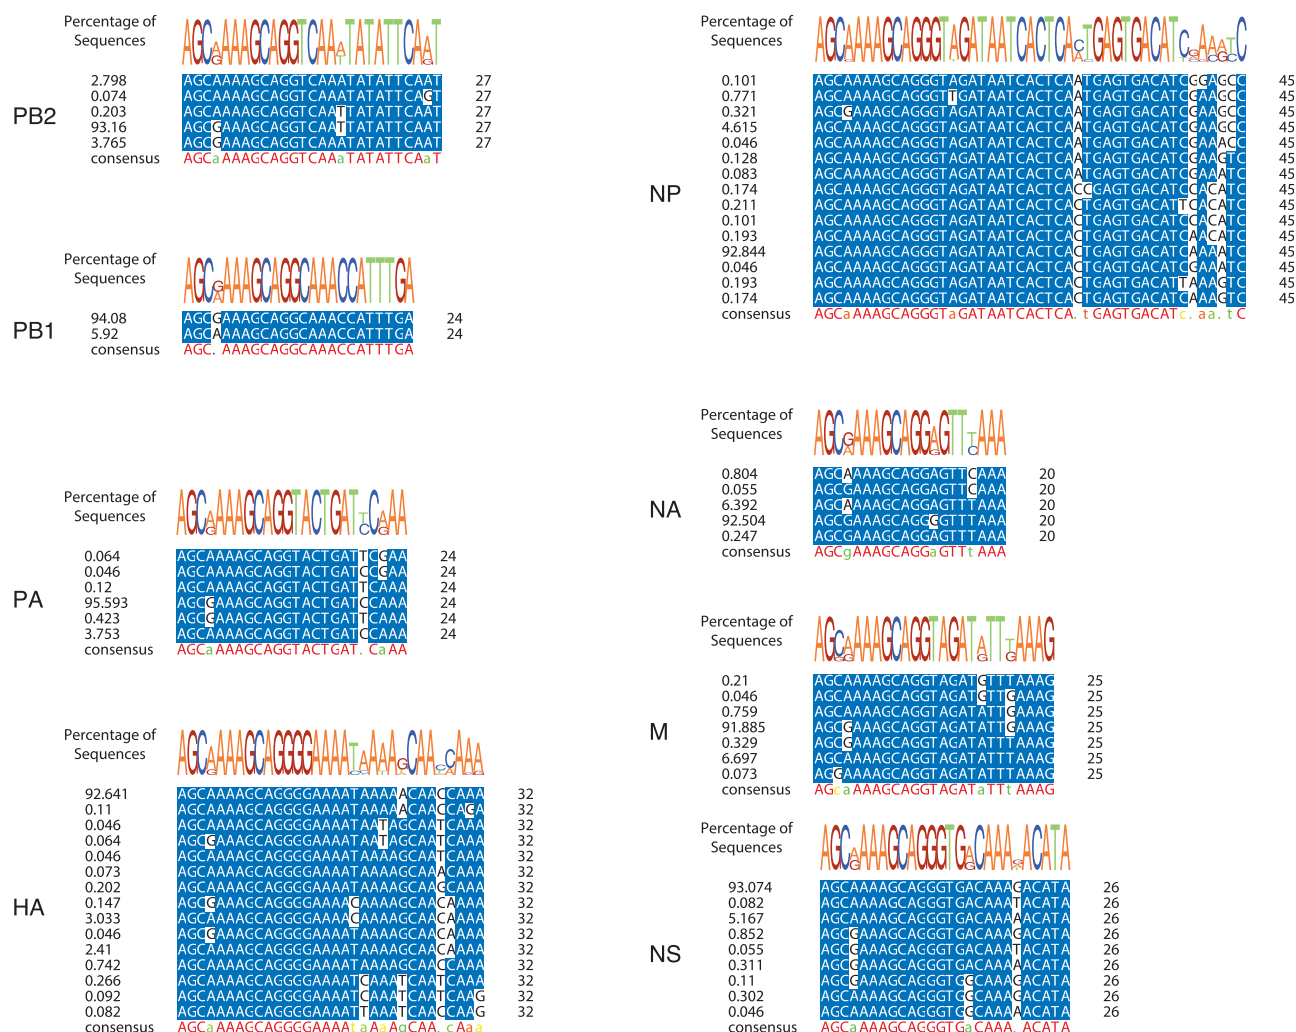 Percentage of
Sequences
PB2
2.798 AGCAAAAGCAGGTCAAATATATTCAAT 27
0.074 AGCAAAAGCAGGTCAAATATATTCAGT 27
0.203 AGCAAAAGCAGGTCAATTATATTCAAT 27
93.16 AGCGAAAGCAGGTCAATTATATTCAAT 27
3.765 AGCGAAAGCAGGTCAAATATATTCAAT 27
consensus AGCaAAAGCAGGTCAAaTATATTCAaT
Percentage of
Sequences
PB1
94.08 AGCGAAAGCAGGCAAACCATTTGA 24
5.92 AGCAAAAGCAGGCAAACCATTTGA 24
consensus AGC.AAAGCAGGCAAACCATTTGA
Percentage of
Sequences
PA
0.064 AGCAAAAGCAGGTACTGATTCGAA 24
0.046 AGCAAAAGCAGGTACTGATCCGAA 24
0.12 AGCAAAAGCAGGTACTGATTCAAA 24
95.593 AGCGAAAGCAGGTACTGATCCAAA 24
0.423 AGCGAAAGCAGGTACTGATTCAAA 24
3.753 AGCAAAAGCAGGTACTGATCCAAA 24
consensus AGCaAAAGCAGGTACTGAT.CaAA
Percentage of
Sequences
HA
92.641 AGCAAAAGCAGGGGAAAATAAAAACAACCAAA 32
0.11 AGCAAAAGCAGGGGAAAATAAAAACAACCAGA 32
0.046 AGCAAAAGCAGGGGAAAATAATAGCAATCAAA 32
0.064 AGCGAAAGCAGGGGAAAATAATAGCAATCAAA 32
0.046 AGCAAAAGCAGGGGAAAATAAAAGCAATCAAA 32
0.073 AGCAAAAGCAGGGGAAAATAAAAGCAAACAAA 32
0.202 AGCAAAAGCAGGGGAAAATAAAAGCAAGCAAA 32
0.147 AGCGAAAGCAGGGGAAAACAAAAGCAACAAAA 32
3.033 AGCAAAAGCAGGGGAAAACAAAAGCAACAAAA 32
0.046 AGCGAAAGCAGGGGAAAATAAAAGCAACAAAA 32
2.41 AGCAAAAGCAGGGGAAAATAAAAGCAACAAAA 32
0.742 AGCAAAAGCAGGGGAAAATAAAAGCAACCAAA 32
0.266 AGCAAAAGCAGGGGAAAATCAAATCAATCAAA 32
0.092 AGCAAAAGCAGGGGAAAATCAAATCAATCAAG 32
0.082 AGCAAAAGCAGGGGAAAATTAAATCAACCAAG 32
consensus AGCaAAAGCAGGGGAAAAtaAaAgCAA.cAaa
Percentage of
Sequences
NP
0.101 AGCAAAAGCAGGGTAGATAATCACTCAATGAGTGACATCGGAGCC 45
0.771 AGCAAAAGCAGGGTTGATAATCACTCAATGAGTGACATCGAAGCC 45
0.321 AGCGAAAGCAGGGTAGATAATCACTCAATGAGTGACATCGAAGCC 45
4.615 AGCAAAAGCAGGGTAGATAATCACTCAATGAGTGACATCGAAGCC 45
0.046 AGCAAAAGCAGGGTAGATAATCACTCAATGAGTGACATCGAAACC 45
0.128 AGCAAAAGCAGGGTAGATAATCACTCAATGAGTGACATCGAAGTC 45
0.083 AGCAAAAGCAGGGTAGATAATCACTCAATGAGTGACATCGAAATC 45
0.174 AGCAAAAGCAGGGTAGATAATCACTCACCGAGTGACATCGACATC 45
0.211 AGCAAAAGCAGGGTAGATAATCACTCACTGAGTGACATTGACATC 45
0.101 AGCAAAAGCAGGGTAGATAATCACTCACTGAGTGACATCGACATC 45
0.193 AGCAAAAGCAGGGTAGATAATCACTCACTGAGTGACATCAACATC 45
92.844 AGCAAAAGCAGGGTAGATAATCACTCACTGAGTGACATCAAAATC 45
0.046 AGCAAAAGCAGGGTAGATAATCACTCACTGAGTGACATCGAAATC 45
0.193 AGCAAAAGCAGGGTAGATAATCACTCACTGAGTGACATTAAAGTC 45
0.174 AGCAAAAGCAGGGTAGATAATCACTCACTGAGTGACATCAAAGTC 45
consensus AGCaAAAGCAGGGTaGATAATCACTCA.tGAGTGACATc.aa.tC
Percentage of
Sequences
NA
0.804 AGCAAAAGCAGGAGTTCAAA 20
0.055 AGCGAAAGCAGGAGTTCAAA 20
6.392 AGCAAAAGCAGGAGTTTAAA 20
92.504 AGCGAAAGCAGGGGTTTAAA 20
0.247 AGCGAAAGCAGGAGTTTAAA 20
consensus AGCgAAAGCAGGaGTTtAAA
Percentage of
Sequences
M
0.21 AGCAAAAGCAGGTAGATGTTTAAAG 25
0.046 AGCAAAAGCAGGTAGATGTTGAAAG 25
0.759 AGCAAAAGCAGGTAGATATTGAAAG 25
91.885 AGCGAAAGCAGGTAGATATTGAAAG 25
0.329 AGCGAAAGCAGGTAGATATTTAAAG 25
6.697 AGCAAAAGCAGGTAGATATTTAAAG 25
0.073 AGGAAAAGCAGGTAGATATTTAAAG 25
consensus AGcaAAAGCAGGTAGATaTTtAAAG
Percentage of
Sequences
NS
93.074 AGCAAAAGCAGGGTGACAAAGACATA 26
0.082 AGCAAAAGCAGGGTGACAAATACATA 26
5.167 AGCAAAAGCAGGGTGACAAAAACATA 26
0.852 AGCGAAAGCAGGGTGACAAAGACATA 26
0.055 AGCGAAAGCAGGGTGACAAATACATA 26
0.311 AGCGAAAGCAGGGTGACAAAAACATA 26
0.11 AGCGAAAGCAGGGTGGCAAAGACATA 26
0.302 AGCAAAAGCAGGGTGGCAAAGACATA 26
0.046 AGCAAAAGCAGGGTGGCAAAAACATA 26
consensus AGCaAAAGCAGGGTGaCAAA.ACATA